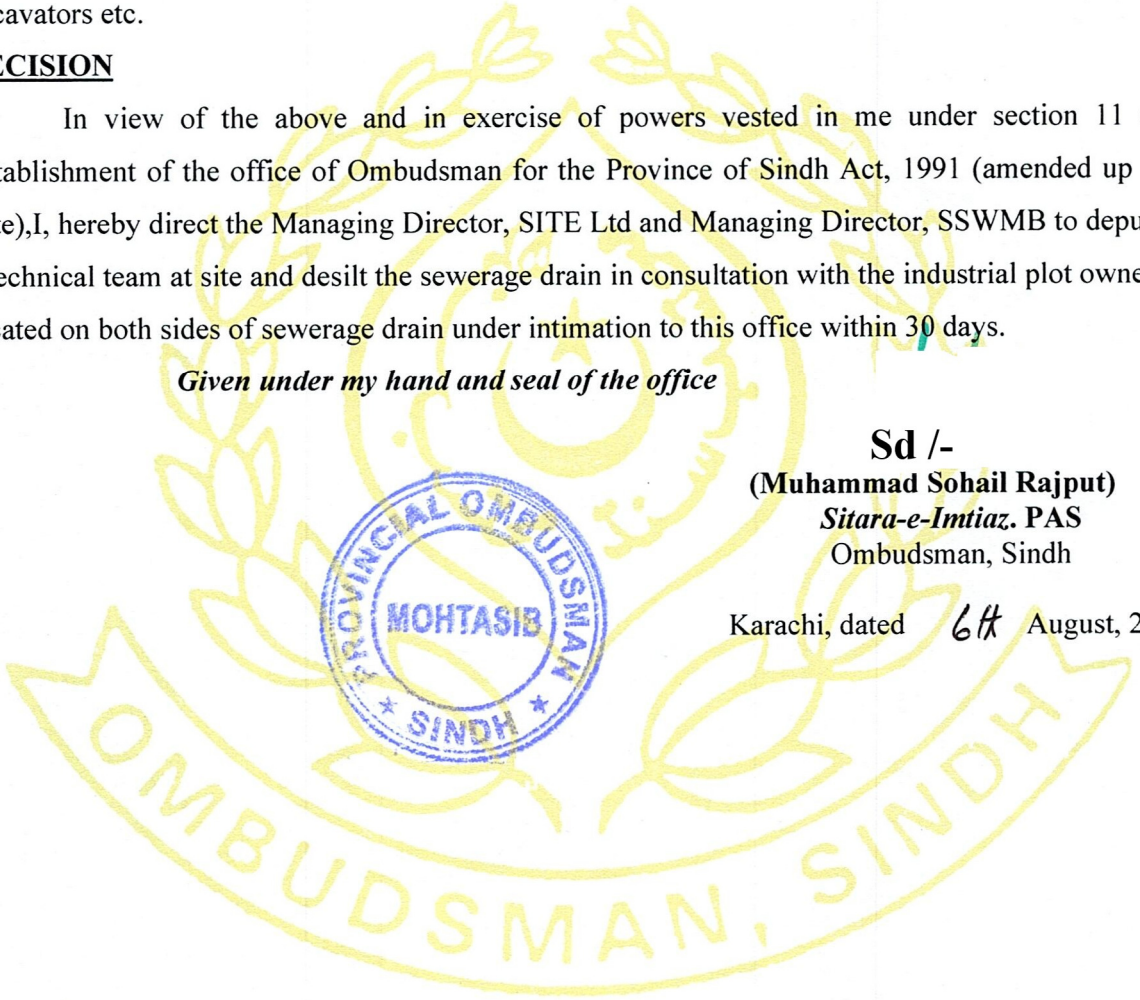 cavators etc.
ECISION
In view of the above and in exercise of powers vested in me under section 11
tablishment of the office of Ombudsman for the Province of Sindh Act, 1991 (amended up
te),I, hereby direct the Managing Director, SITE Ltd and Managing Director, SSWMB to depu
technical team at site and desilt the sewerage drain in consultation with the industrial plot owne
ated on both sides of sewerage drain under intimation to this office within 30 days.
Given under my hand and seal of the office
Sd /-
(Muhammad Sohail Rajput)
Sitara-e-Imtiaz. PAS
Ombudsman, Sindh
Karachi, dated 6th August, 2
PROVINCIAL OMBUDSMAN
MOHTASIB
★ SINDH ★
OMBUDSMAN, SINDH